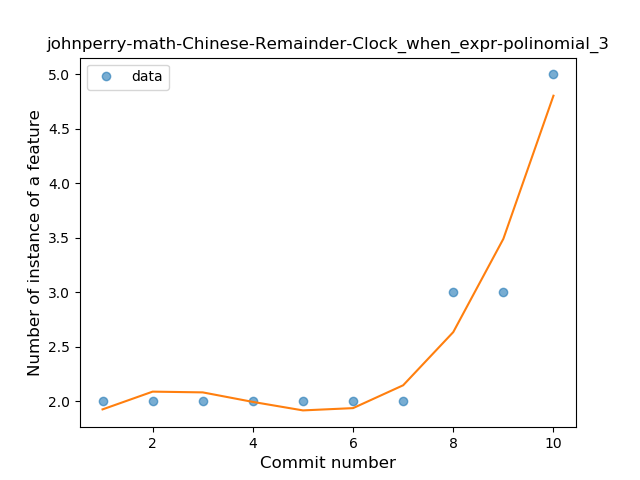 johnperry-math-Chinese-Remainder-Clock_when_expr-polinomial_3
data
Number of instance of a feature
5.0
4.5
4.0
3.5
3.0
2.5
2.0
2 4 6 8 10
Commit number